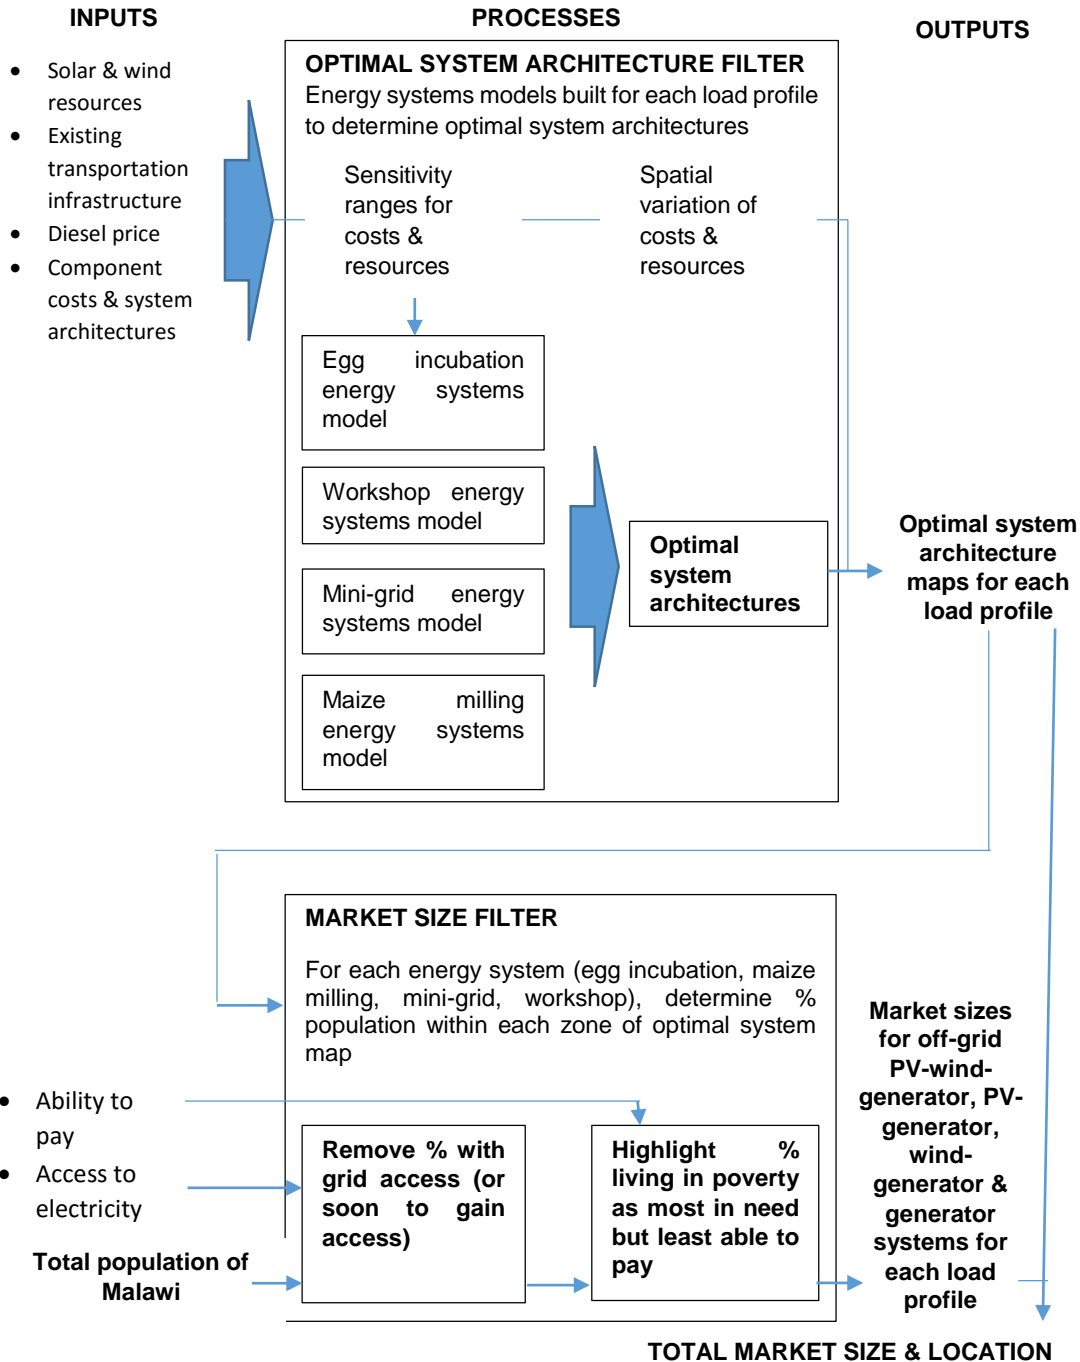 INPUTS
PROCESSES
OUTPUTS
• Solar & wind
resources
• Existing
transportation
infrastructure
• Diesel price
• Component
costs & system
architectures
OPTIMAL SYSTEM ARCHITECTURE FILTER
Energy systems models built for each load profile
to determine optimal system architectures
Sensitivity
ranges for
costs &
resources
Spatial
variation of
costs &
resources
Egg incubation
energy systems
model
Workshop energy
systems model
Mini-grid energy
systems model
Maize milling
energy systems
model
Optimal
system
architectures
Optimal system
architecture
maps for each
load profile
MARKET SIZE FILTER
For each energy system (egg incubation, maize
milling, mini-grid, workshop), determine %
population within each zone of optimal system
map
• Ability to
pay
• Access to
electricity
Total population of
Malawi
Remove % with
grid access (or
soon to gain
access)
Highlight %
living in poverty
as most in need
but least able to
pay
Market sizes
for off-grid
PV-wind-
generator, PV-
generator,
wind-
generator &
generator
systems for
each load
profile
TOTAL MARKET SIZE & LOCATION